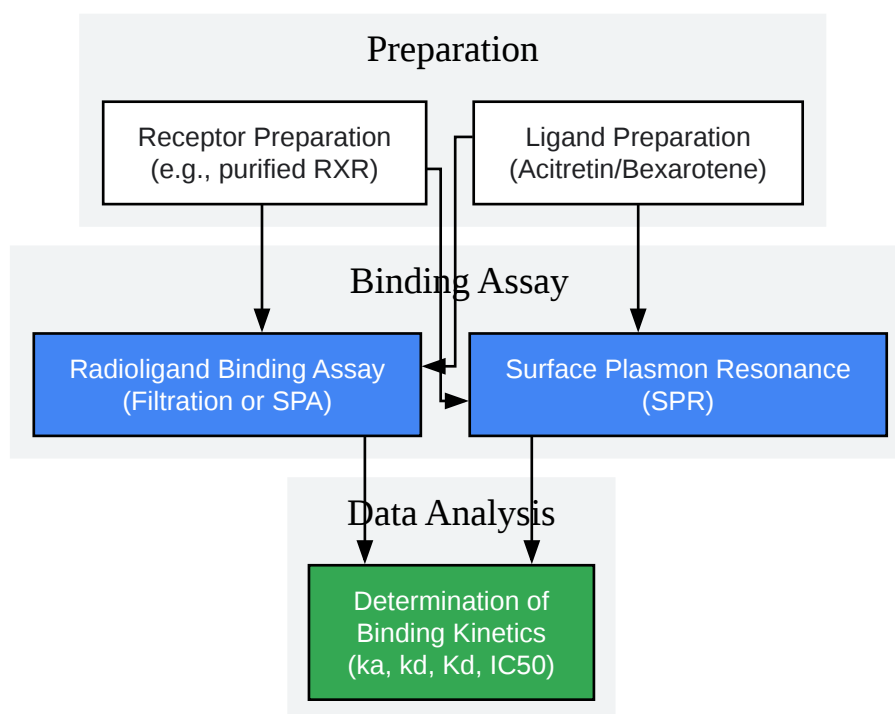 Preparation
Receptor Preparation
(e.g., purified RXR)
Ligand Preparation
(Acitretin/Bexarotene)
Binding Assay
Radioligand Binding Assay
(Filtration or SPA)
Surface Plasmon Resonance
(SPR)
Data Analysis
Determination of
Binding Kinetics
(ka, kd, Kd, IC50)